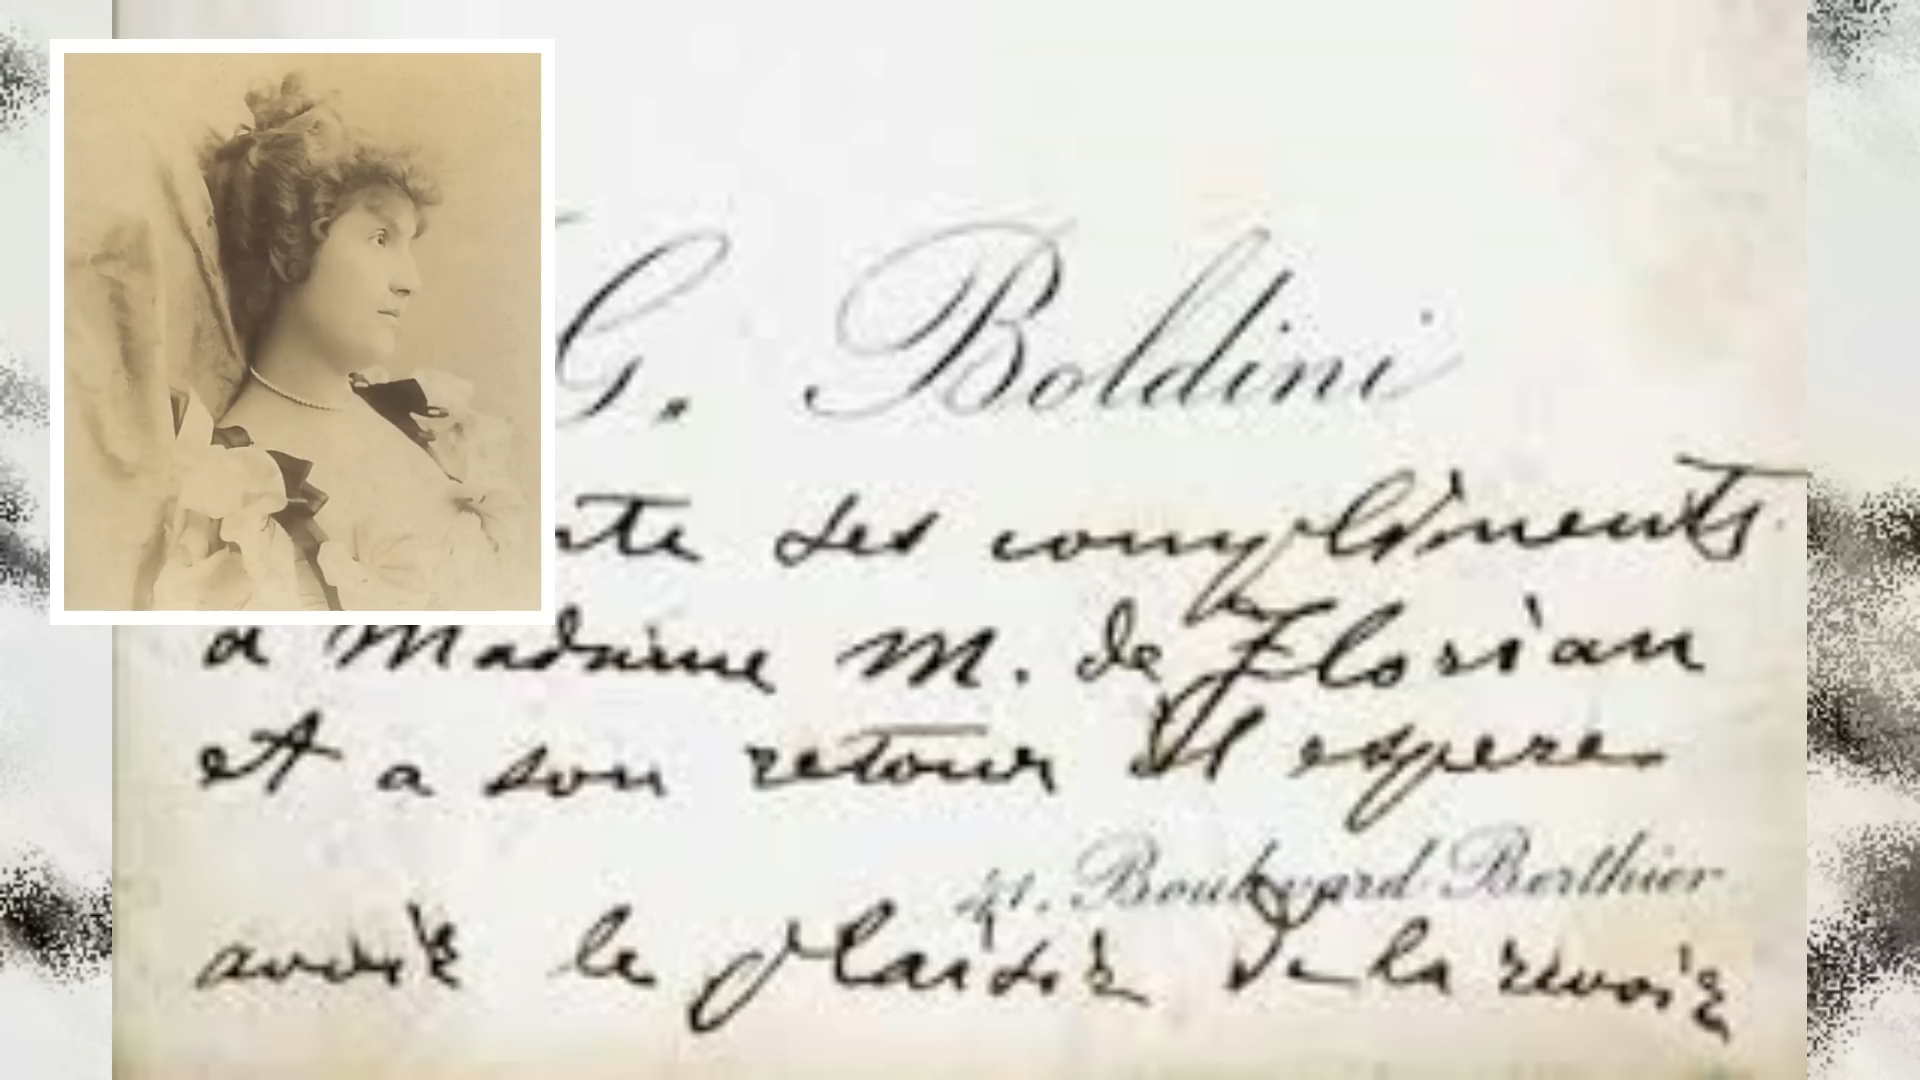 G. Boldini
ses compliments
a Madame M. de Florian
et a son retour Il espere
41. Boulevard Berthier
avoir le plaisir de la revoir